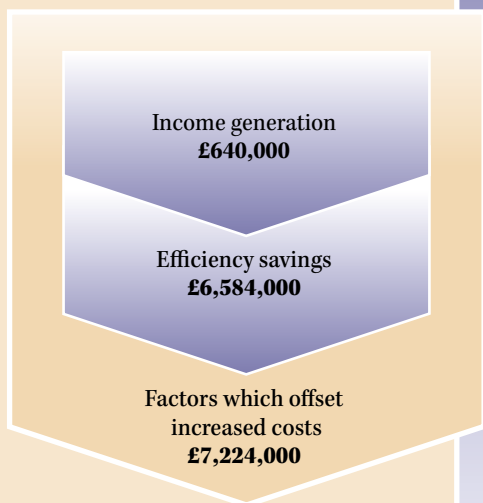 Income generation
£640,000
Efficiency savings
£6,584,000
Factors which offset
increased costs
£7,224,000